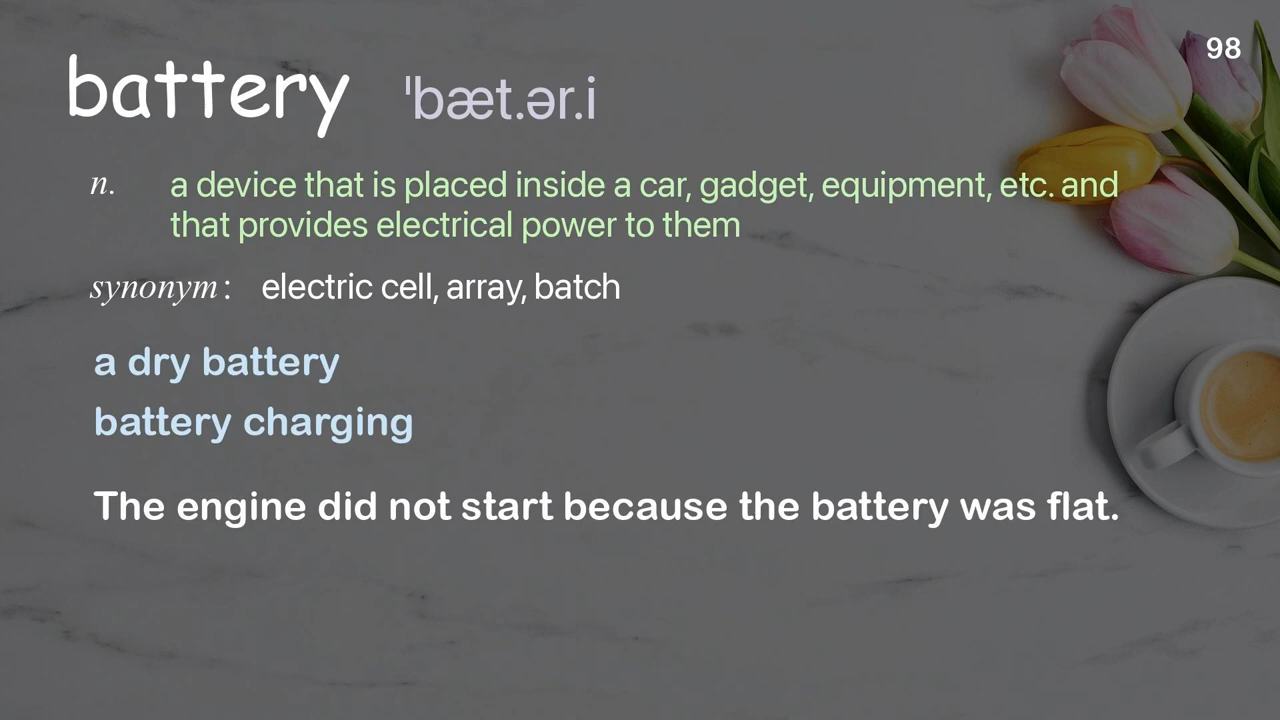 98
battery ˈbæt.ər.i
n. a device that is placed inside a car, gadget, equipment, etc. and
that provides electrical power to them
synonym : electric cell, array, batch
a dry battery
battery charging
The engine did not start because the battery was flat.